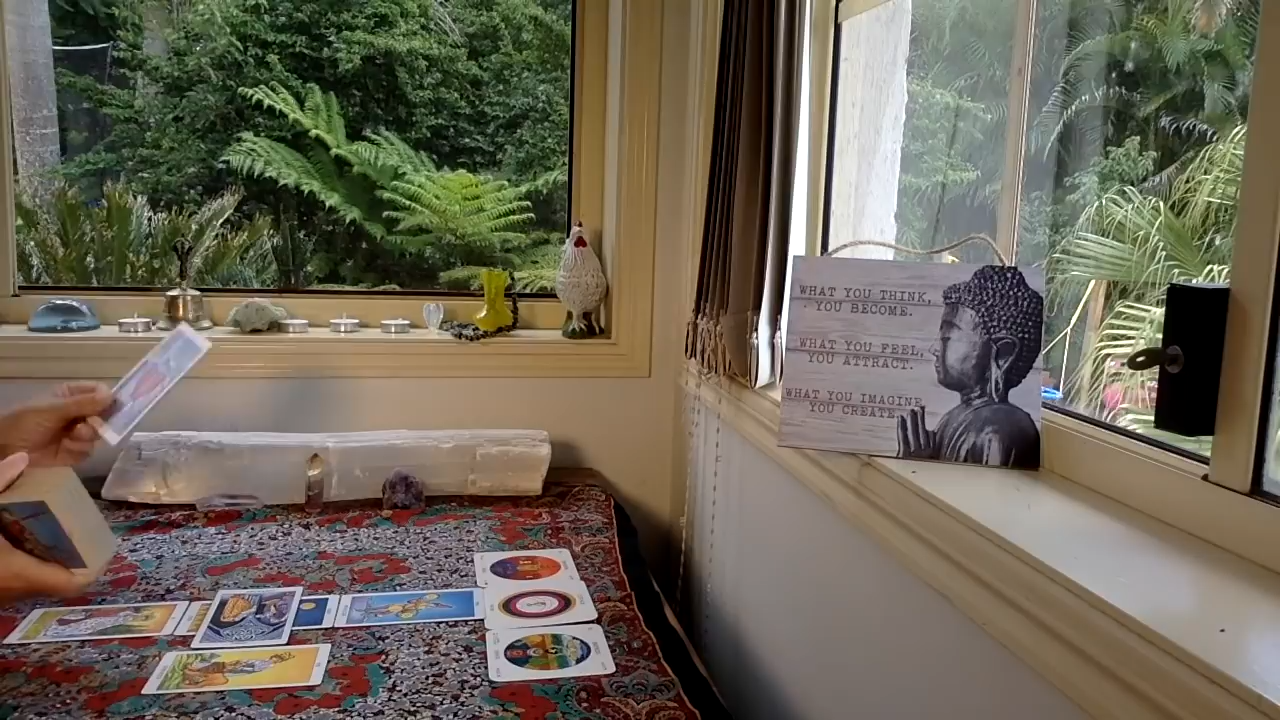 WHAT YOU THINK,
YOU BECOME.
WHAT YOU FEEL,
YOU ATTRACT.
WHAT YOU IMAGINE
YOU CREATE.